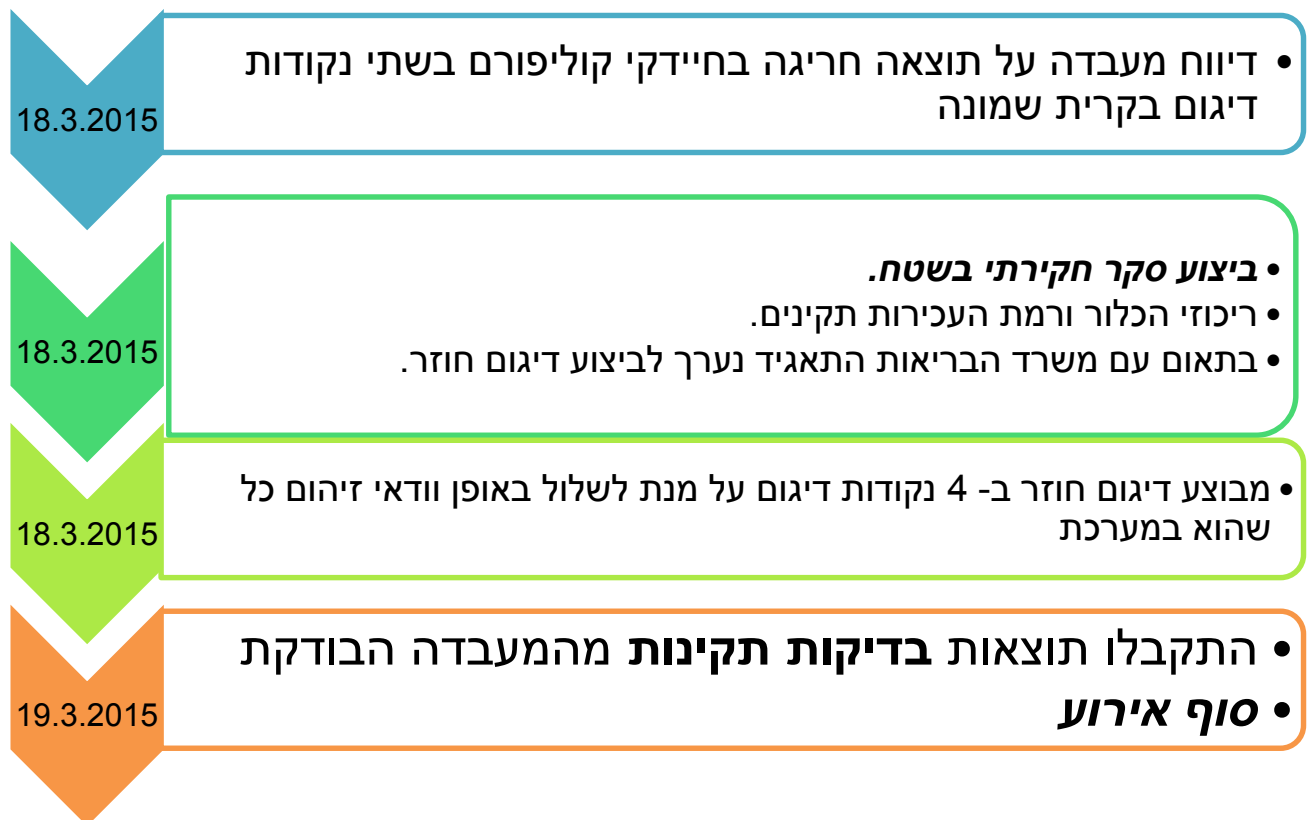 18.3.2015
• דיווח מעבדה על תוצאה חריגה בחיידקי קוליפורם בשתי נקודות
דיגום בקרית שמונה
18.3.2015
• ביצוע סקר חקירתי בשטח.
• ריכוזי הכלור ורמת העכירות תקינים.
• בתאום עם משרד הבריאות התאגיד נערך לביצוע דיגום חוזר.
18.3.2015
• מבוצע דיגום חוזר ב- 4 נקודות דיגום על מנת לשלול באופן וודאי זיהום כל
שהוא במערכת
19.3.2015
• התקבלו תוצאות בדיקות תקינות מהמעבדה הבודקת
• סוף אירוע